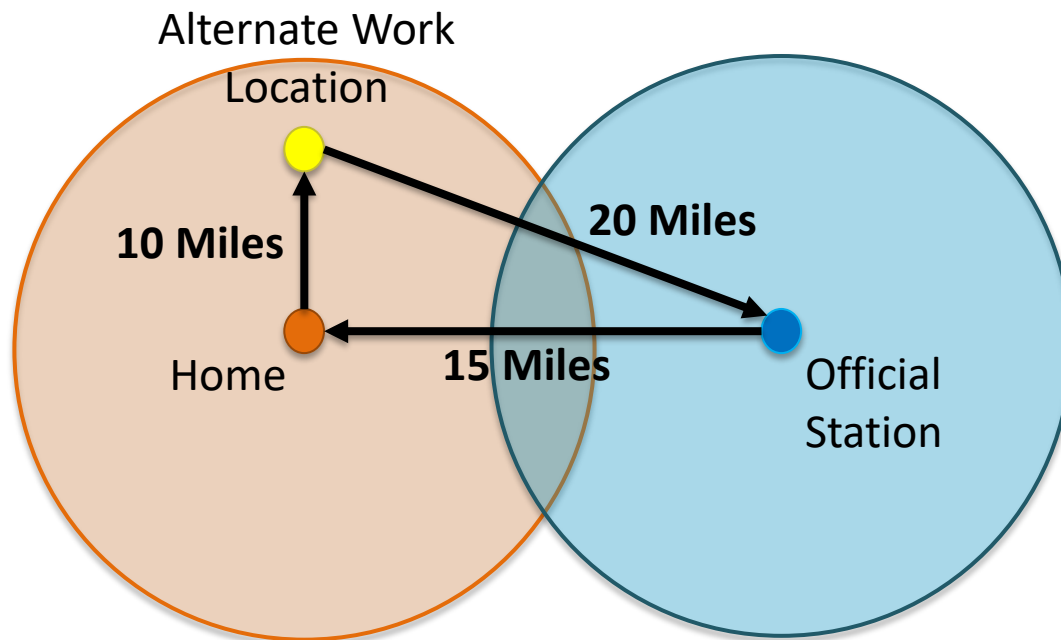 Alternate Work
Location
10 Miles
20 Miles
Home
15 Miles
Official
Station